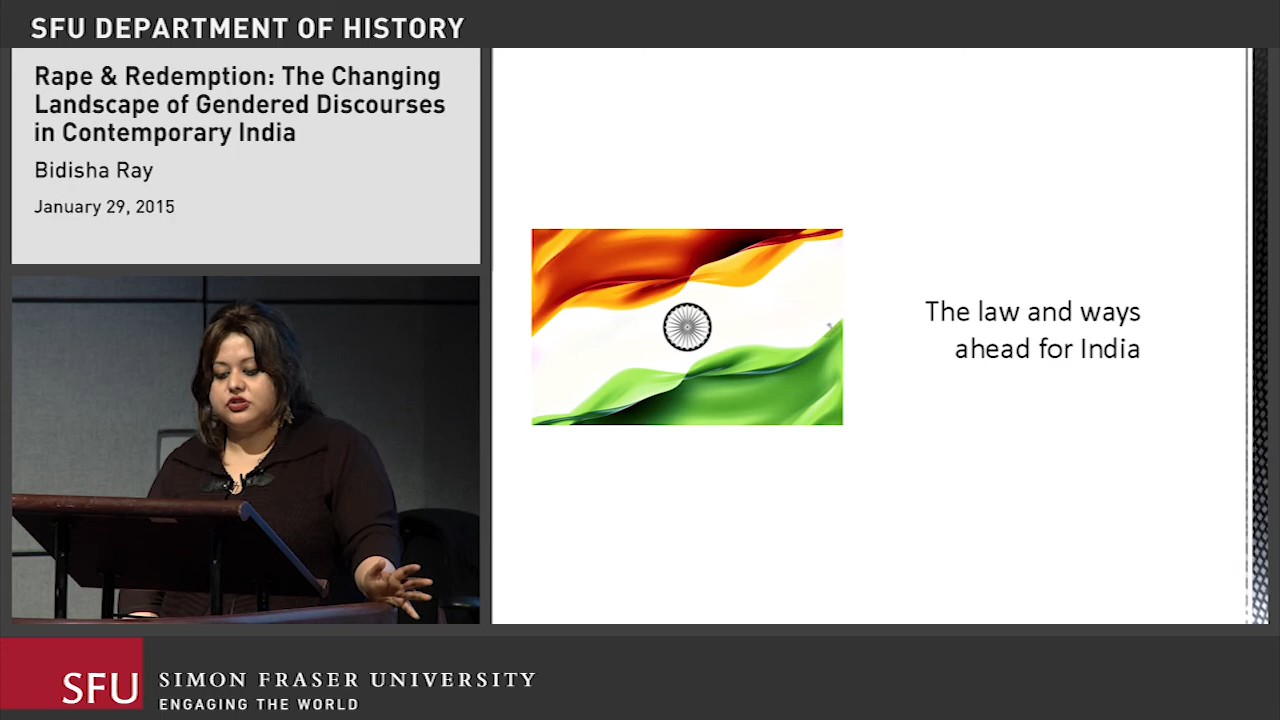 SFU DEPARTMENT OF HISTORY
Rape & Redemption: The Changing
Landscape of Gendered Discourses
in Contemporary India
Bidisha Ray
January 29, 2015
The law and ways
ahead for India
SFU
SIMON FRASER UNIVERSITY
ENGAGING THE WORLD